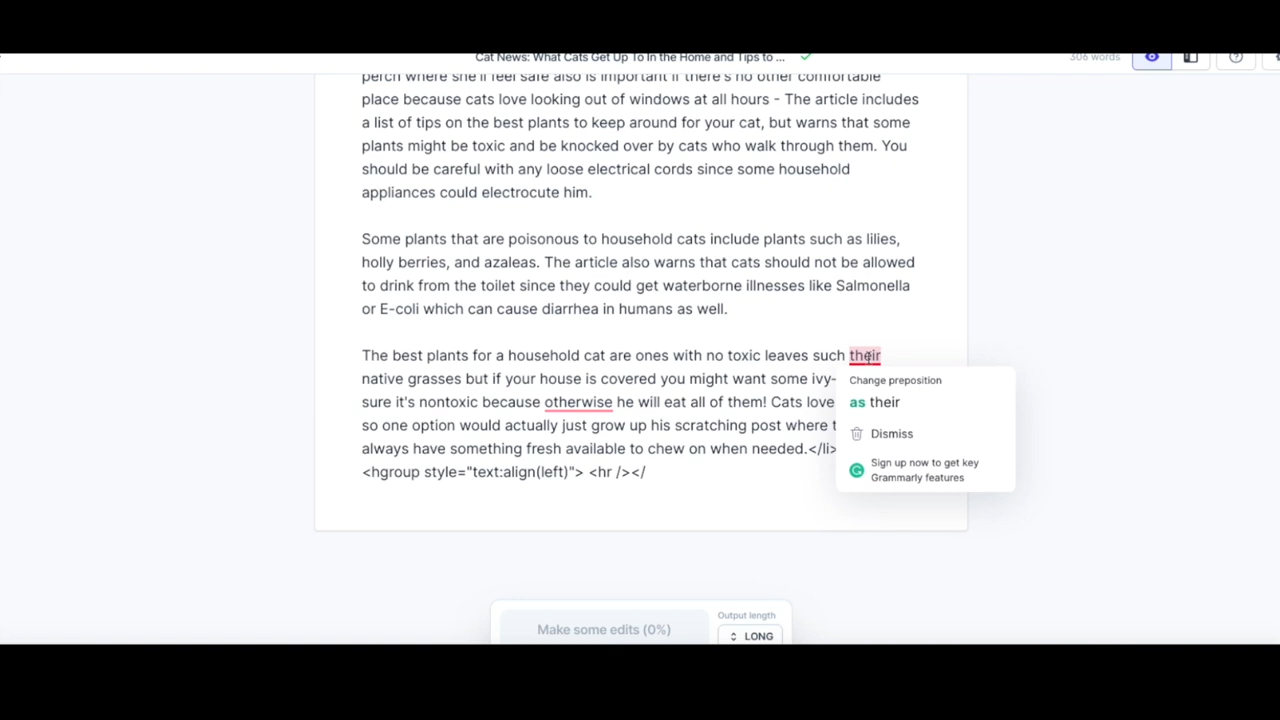 Cat News: What Cats Get Up To In the Home and Tips to ...
306 words
perch where she'll feel safe also is important if there's no other comfortable
place because cats love looking out of windows at all hours - The article includes
a list of tips on the best plants to keep around for your cat, but warns that some
plants might be toxic and be knocked over by cats who walk through them. You
should be careful with any loose electrical cords since some household
appliances could electrocute him.
Some plants that are poisonous to household cats include plants such as lilies,
holly berries, and azaleas. The article also warns that cats should not be allowed
to drink from the toilet since they could get waterborne illnesses like Salmonella
or E-coli which can cause diarrhea in humans as well.
The best plants for a household cat are ones with no toxic leaves such their
native grasses but if your house is covered you might want some ivy-
sure it's nontoxic because otherwise he will eat all of them! Cats love
so one option would actually just grow up his scratching post where
always have something fresh available to chew on when needed.</li>
<hgroup style="text:align(left)"> <hr /></
Change preposition
as their
Dismiss
Sign up now to get key
Grammarly features
Make some edits (0%)
Output length
LONG